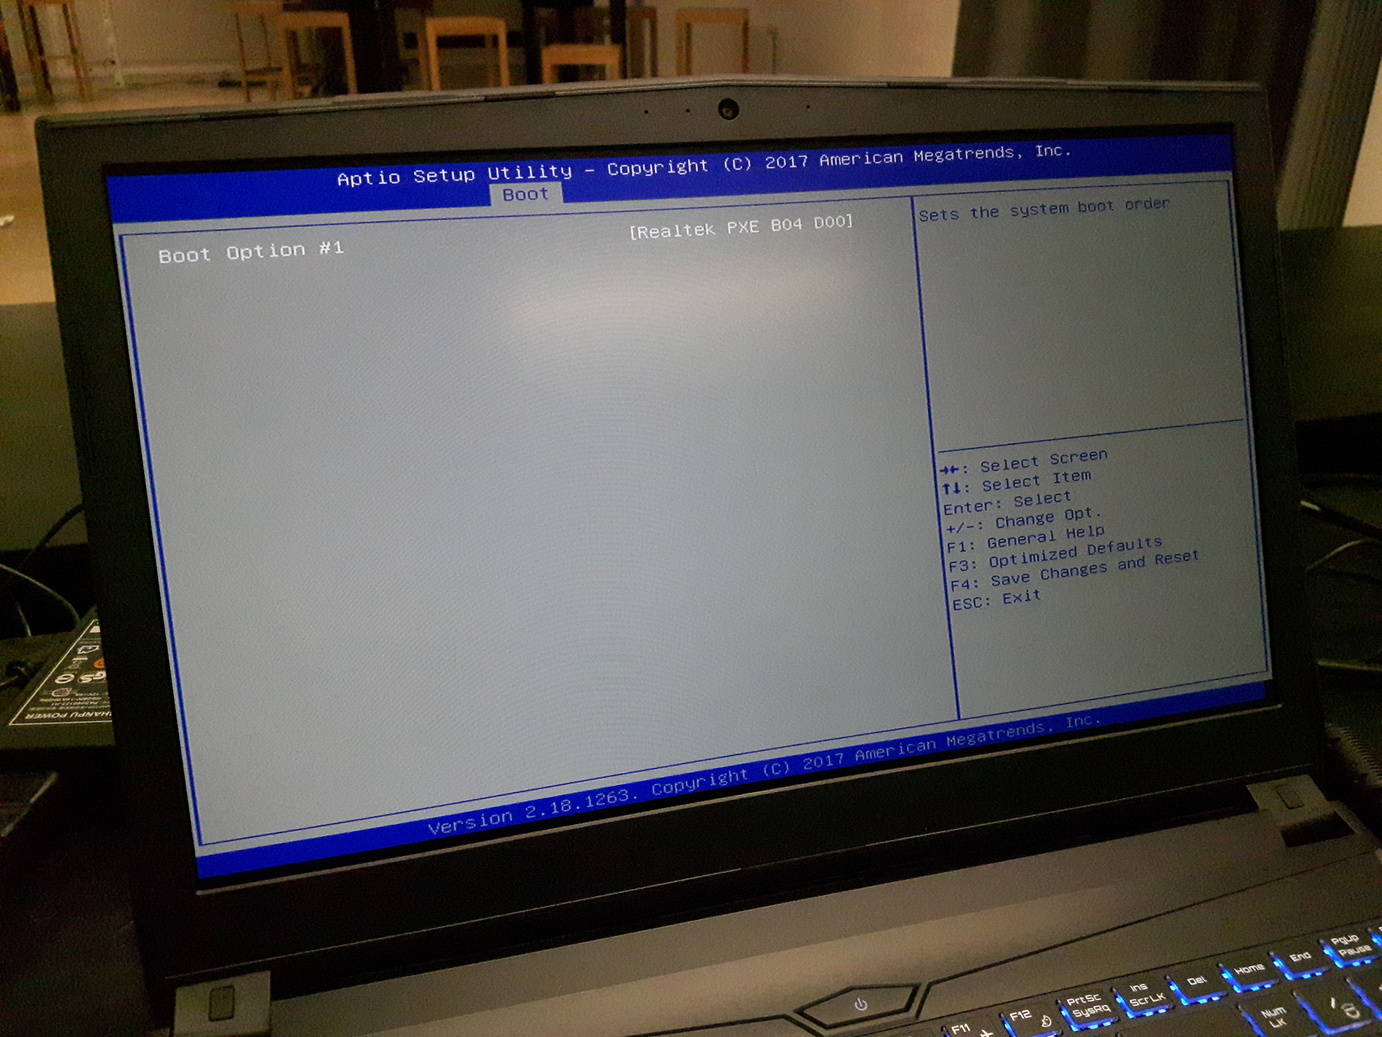 Aptio Setup Utility – Copyright (C) 2017 American Megatrends, Inc.
Boot
Boot Option #1 [Realtek PXE B04 D00]
Sets the system boot order
→←: Select Screen
↑↓: Select Item
Enter: Select
+/-: Change Opt.
F1: General Help
F3: Optimized Defaults
F4: Save Changes and Reset
ESC: Exit
Version 2.18.1263. Copyright (C) 2017 American Megatrends, Inc.
F11
F12
PrtSc
SysRq
Ins
ScrLK
Del
Home
End
PgUp
Pause
Num
LK